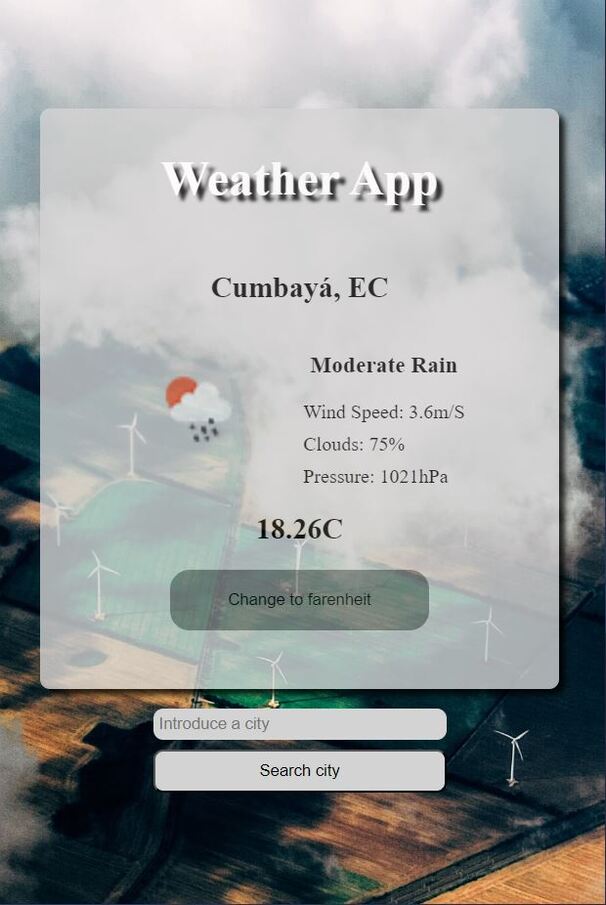 Weather App
Cumbayá, EC
Moderate Rain
Wind Speed: 3.6m/S
Clouds: 75%
Pressure: 1021hPa
18.26C
Change to farenheit
Introduce a city
Search city